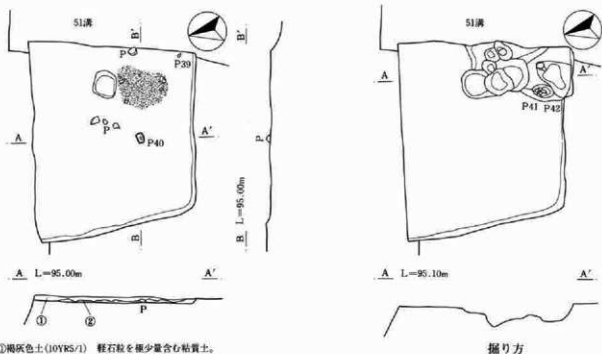 51溝
B'
B'
P
P39
A
A'
P
P40
P
B
B
L=95.00m
A L=95.00m A'
①
②
P
①褐灰色土(10YR5/1) 軽石粒を極少量含む粘質土。
51溝
A
A'
P41 P42
A L=95.10m A'
掘り方